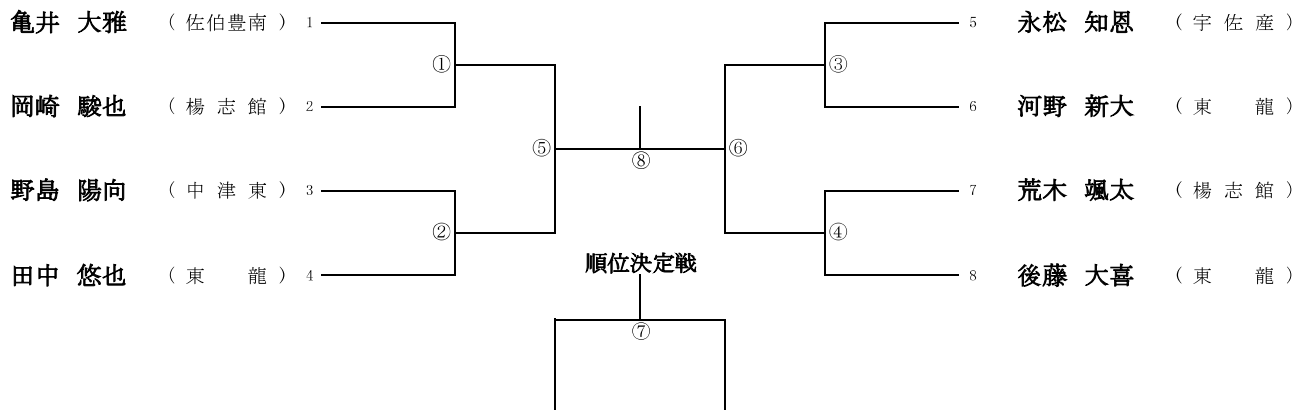 亀井 大雅 （佐伯豊南） 1
①
岡崎 駿也 （楊志館） 2
⑤
野島 陽向 （中津東） 3
②
田中 悠也 （東 龍） 4
⑧
5 永松 知恩 （宇佐産）
③
6 河野 新大 （東 龍）
⑥
7 荒木 颯太 （楊志館）
④
8 後藤 大喜 （東 龍）
順位決定戦
⑦